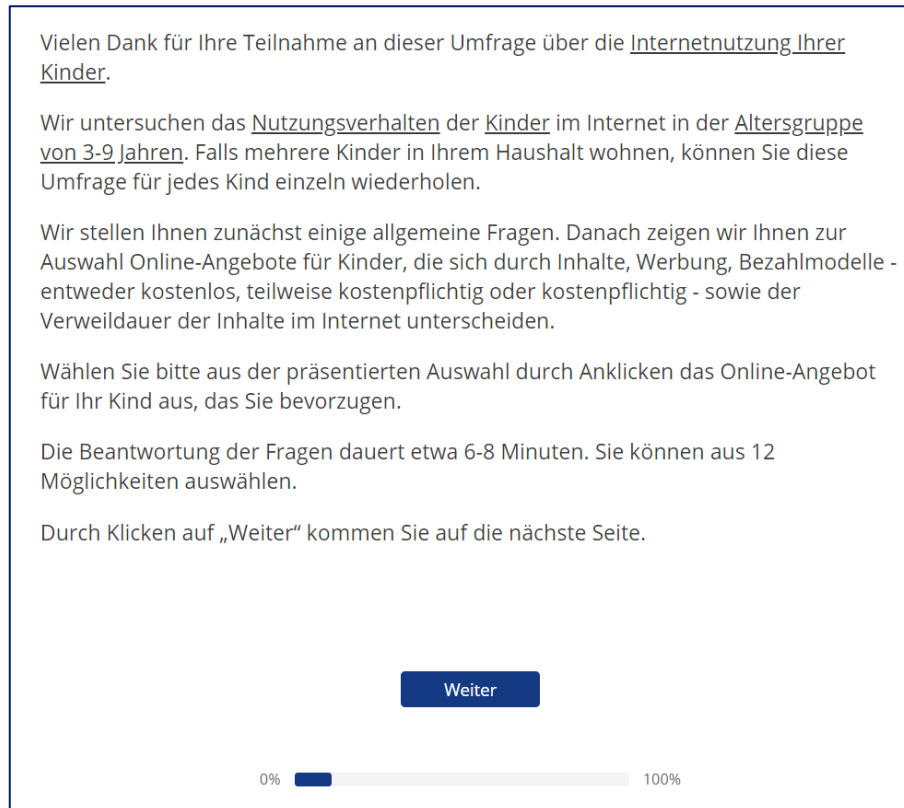 Vielen Dank für Ihre Teilnahme an dieser Umfrage über die Internetnutzung Ihrer
Kinder.
Wir untersuchen das Nutzungsverhalten der Kinder im Internet in der Altersgruppe
von 3-9 Jahren. Falls mehrere Kinder in Ihrem Haushalt wohnen, können Sie diese
Umfrage für jedes Kind einzeln wiederholen.
Wir stellen Ihnen zunächst einige allgemeine Fragen. Danach zeigen wir Ihnen zur
Auswahl Online-Angebote für Kinder, die sich durch Inhalte, Werbung, Bezahlmodelle -
entweder kostenlos, teilweise kostenpflichtig oder kostenpflichtig - sowie der
Verweildauer der Inhalte im Internet unterscheiden.
Wählen Sie bitte aus der präsentierten Auswahl durch Anklicken das Online-Angebot
für Ihr Kind aus, das Sie bevorzugen.
Die Beantwortung der Fragen dauert etwa 6-8 Minuten. Sie können aus 12
Möglichkeiten auswählen.
Durch Klicken auf „Weiter“ kommen Sie auf die nächste Seite.
Weiter
0% 100%